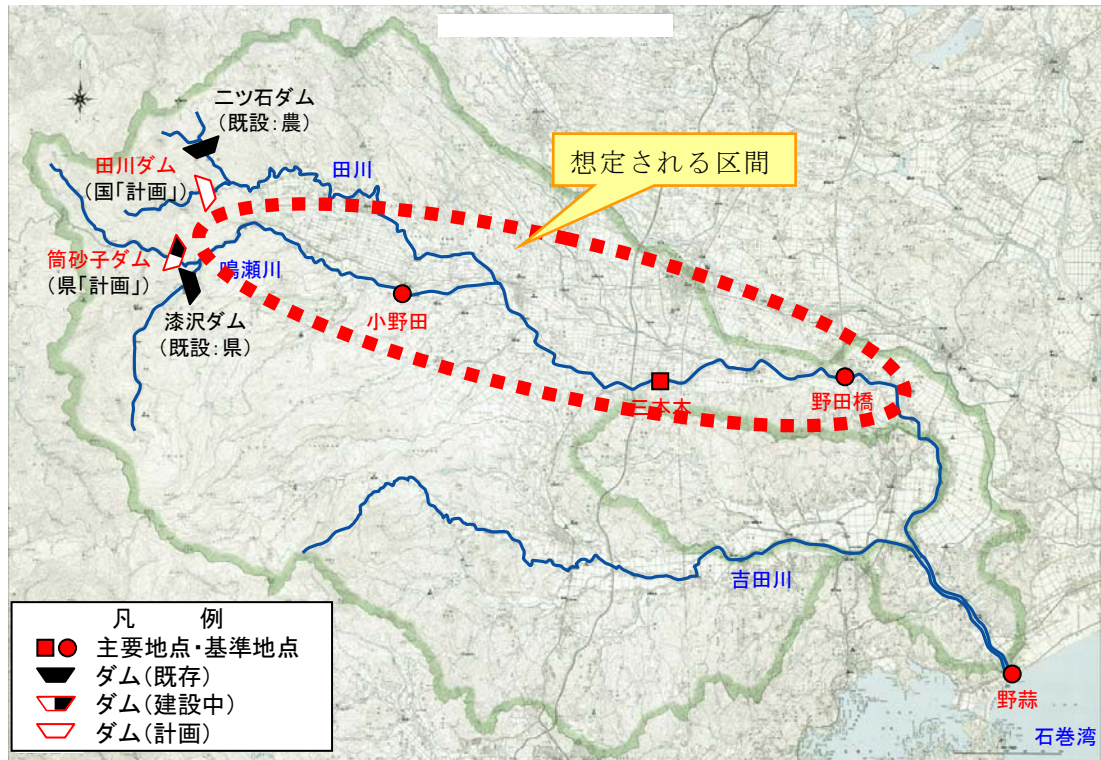 二ツ石ダム
(既設:農)
田川ダム
(国「計画」)
田川
想定される区間
筒砂子ダム
(県「計画」)
鳴瀬川
漆沢ダム
(既設:県)
小野田
三本木
野田橋
吉田川
野蒜
石巻湾
凡 例
主要地点・基準地点
ダム(既存)
ダム(建設中)
ダム(計画)